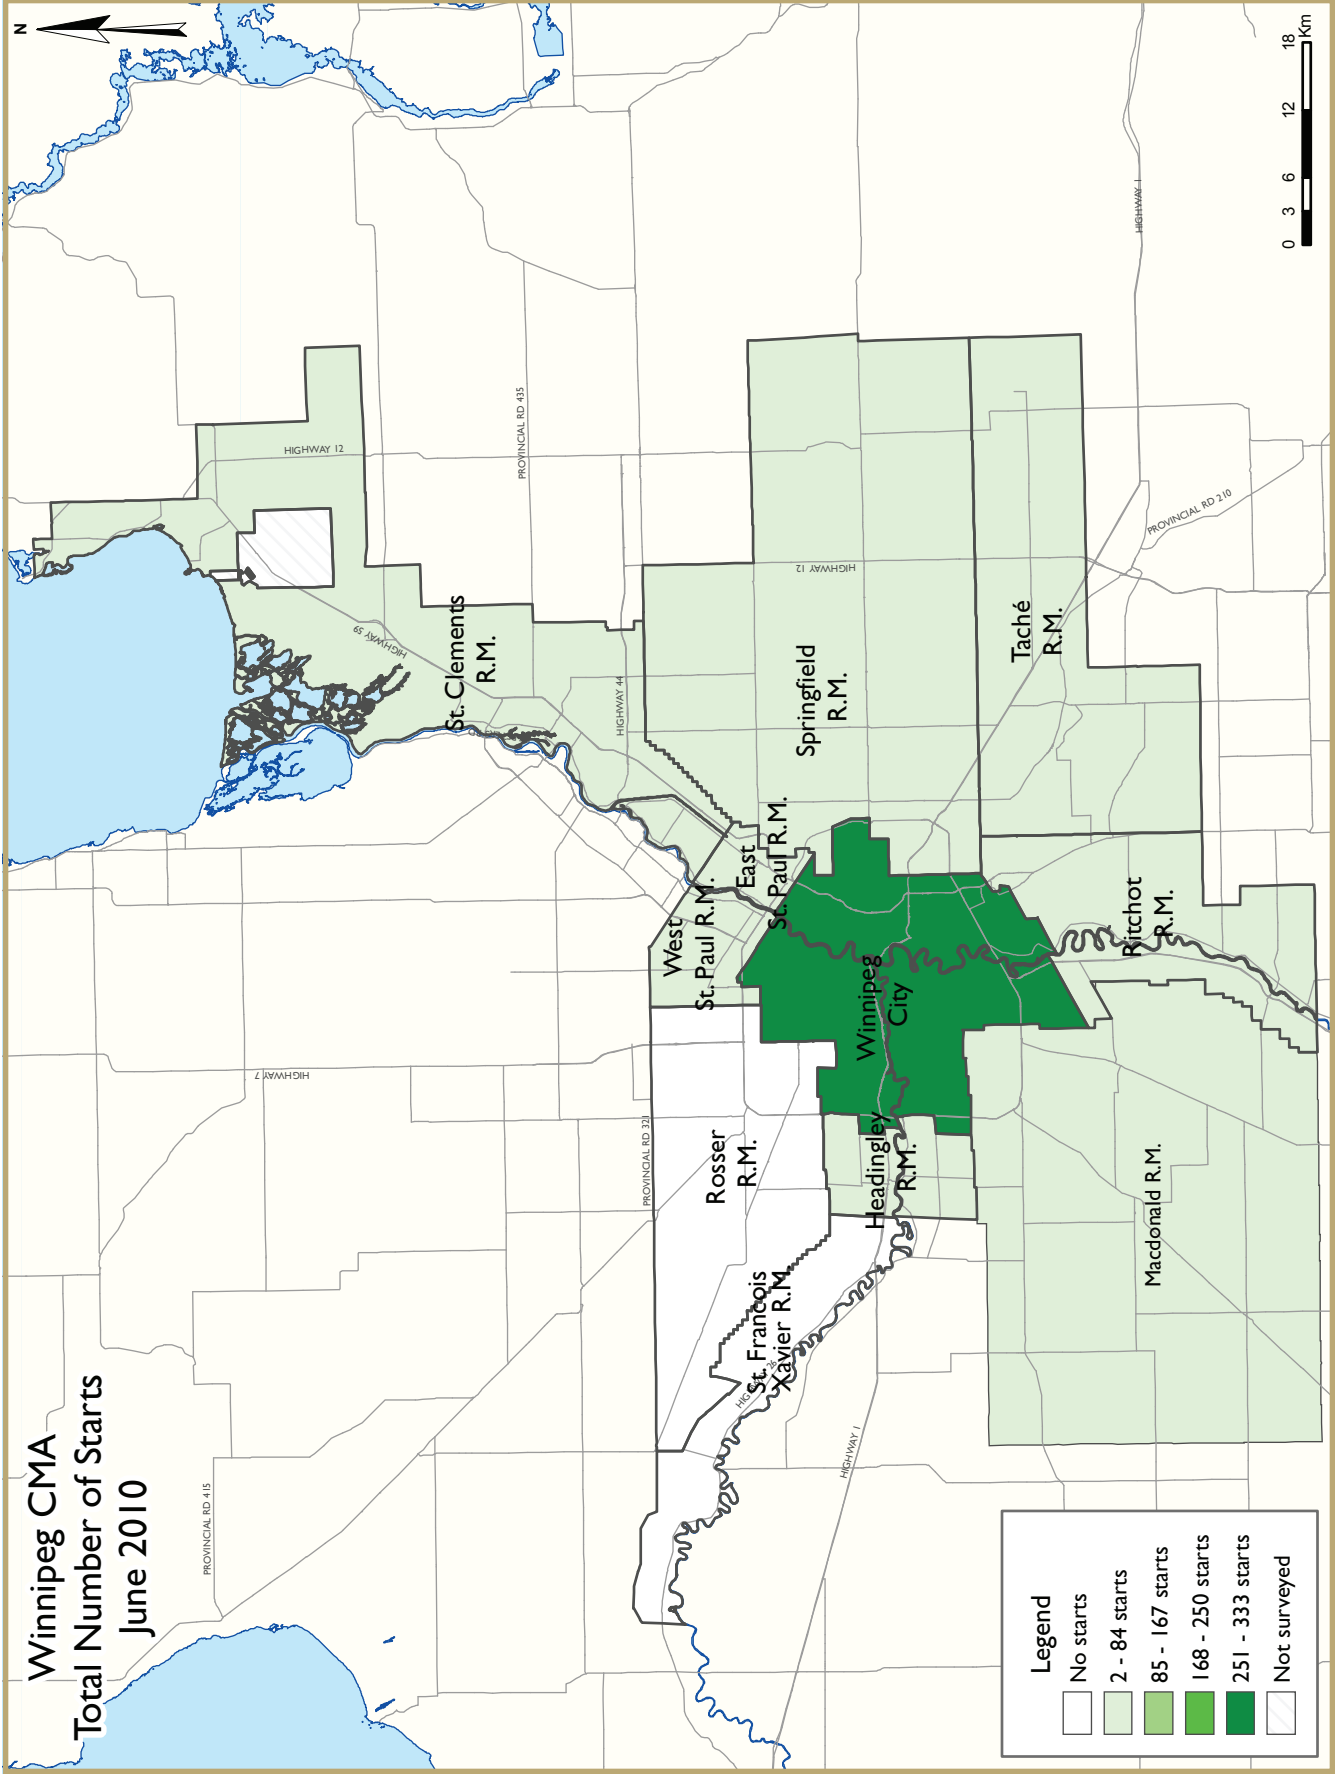 Winnipeg CMA
Total Number of Starts
June 2010
N
PROVINCIAL RD 415
HIGHWAY 7
HIGHWAY 12
HIGHWAY 59
St. Clements
R.M.
PROVINCIAL RD 435
HIGHWAY 44
PROVINCIAL RD 321
West
St. Paul R.M.
East
St. Paul R.M.
Rosser
R.M.
St. Francois
Xavier R.M.
Springfield
R.M.
HIGHWAY 12
HIGHWAY 1
Winnipeg
City
Headingley
R.M.
HIGHWAY 1
Taché
R.M.
PROVINCIAL RD 210
Ritchot
R.M.
Macdonald R.M.
Legend
No starts
2 - 84 starts
85 - 167 starts
168 - 250 starts
251 - 333 starts
Not surveyed
0 3 6 12 18
Km